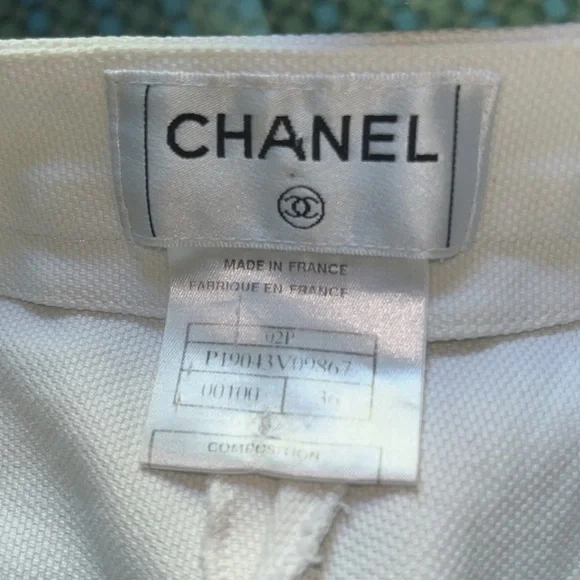 CHANEL
MADE IN FRANCE
FABRIQUE EN FRANCE
02P
P19043V09867
00100 36
COMPOSITION